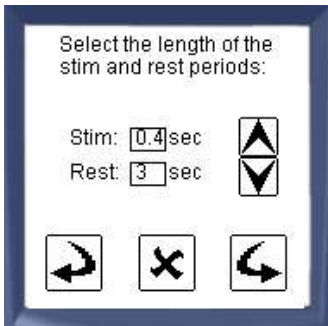 Select the length of the
stim and rest periods:
Stim: 0.4 sec
Rest: 3 sec